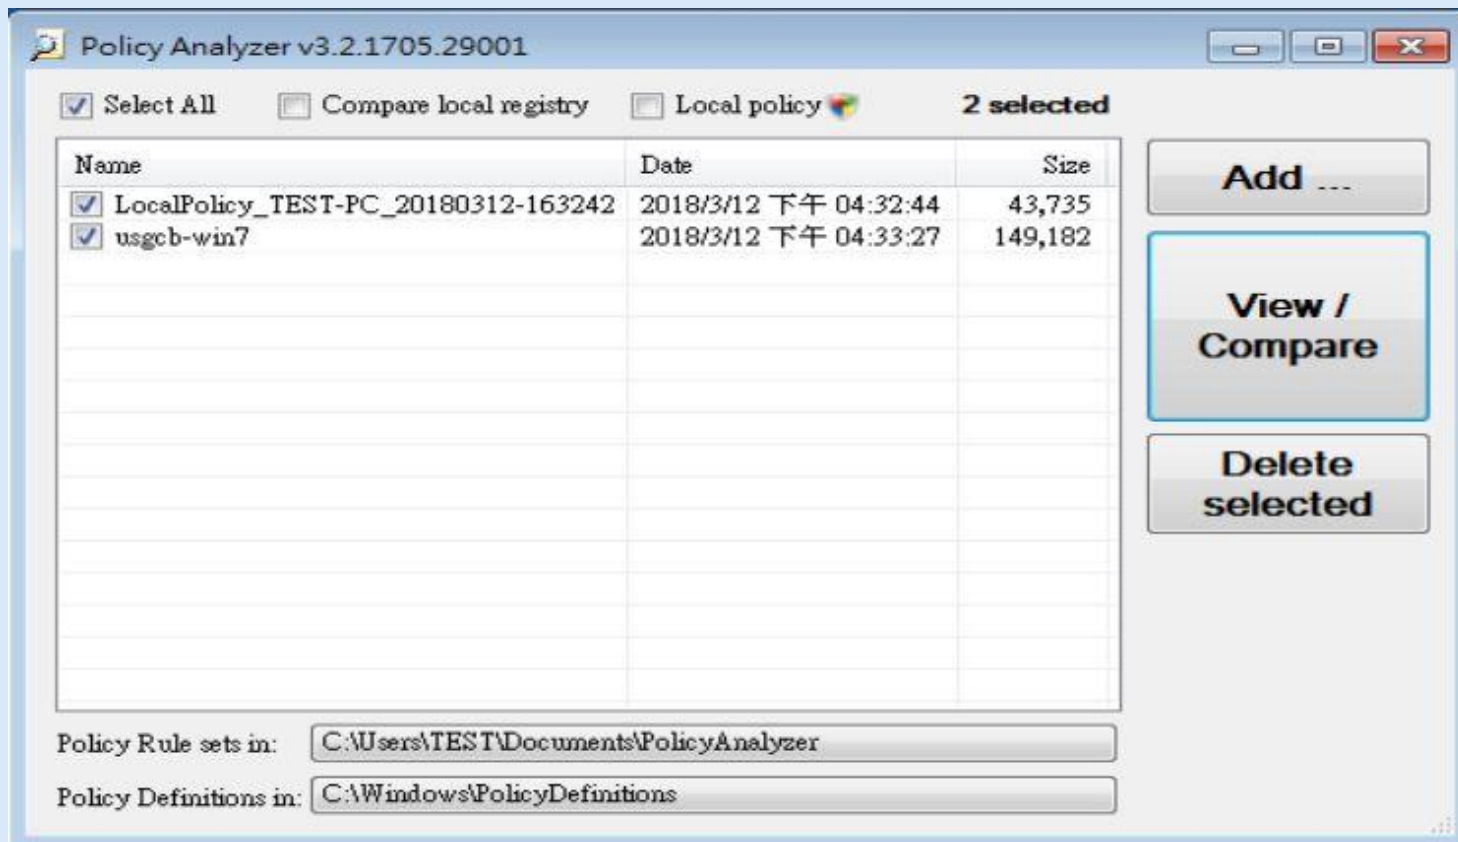 Policy Analyzer v3.2.1705.29001
Select All Compare local registry Local policy 2 selected
Name Date Size
LocalPolicy_TEST-PC_20180312-163242 2018/3/12 下午 04:32:44 43,735
usgcb-win7 2018/3/12 下午 04:33:27 149,182
Add ...
View /
Compare
Delete
selected
Policy Rule sets in: C:\Users\TEST\Documents\PolicyAnalyzer
Policy Definitions in: C:\Windows\PolicyDefinitions